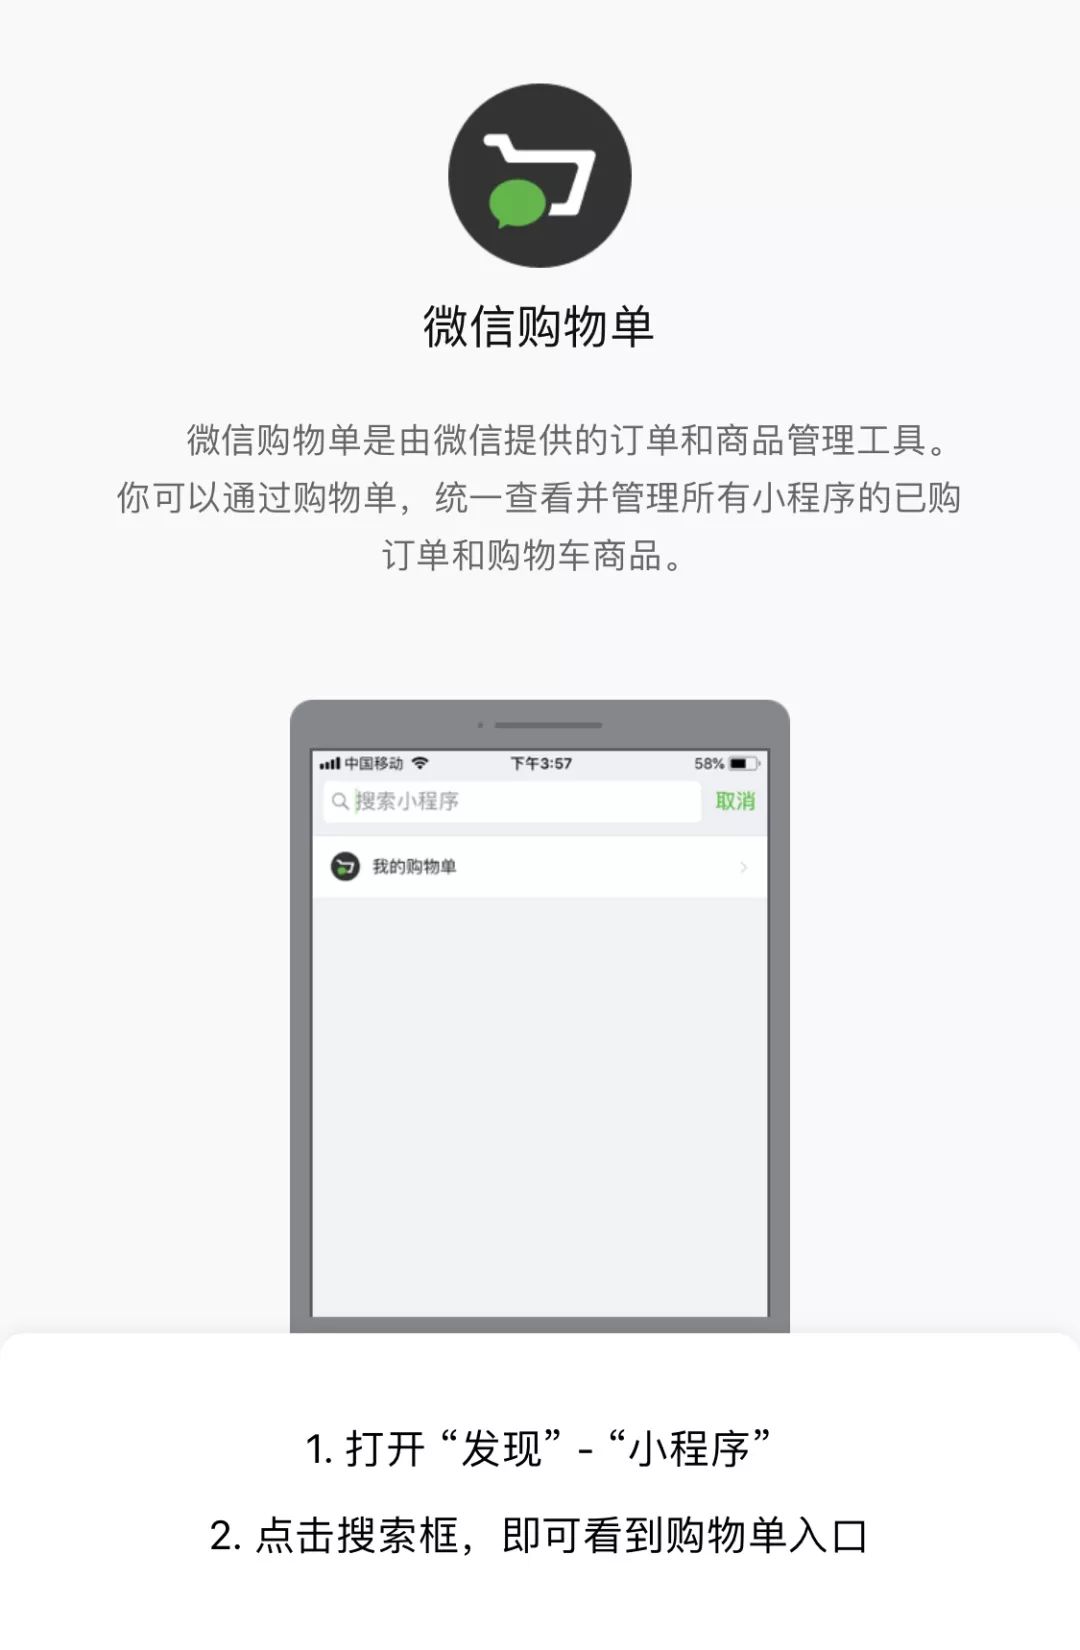 微信购物单
微信购物单是由微信提供的订单和商品管理工具。
你可以通过购物单，统一查看并管理所有小程序的已购
订单和购物车商品。
中国移动 下午3:57 58%
搜索小程序 取消
我的购物单
1. 打开 “发现” - “小程序”
2. 点击搜索框，即可看到购物单入口